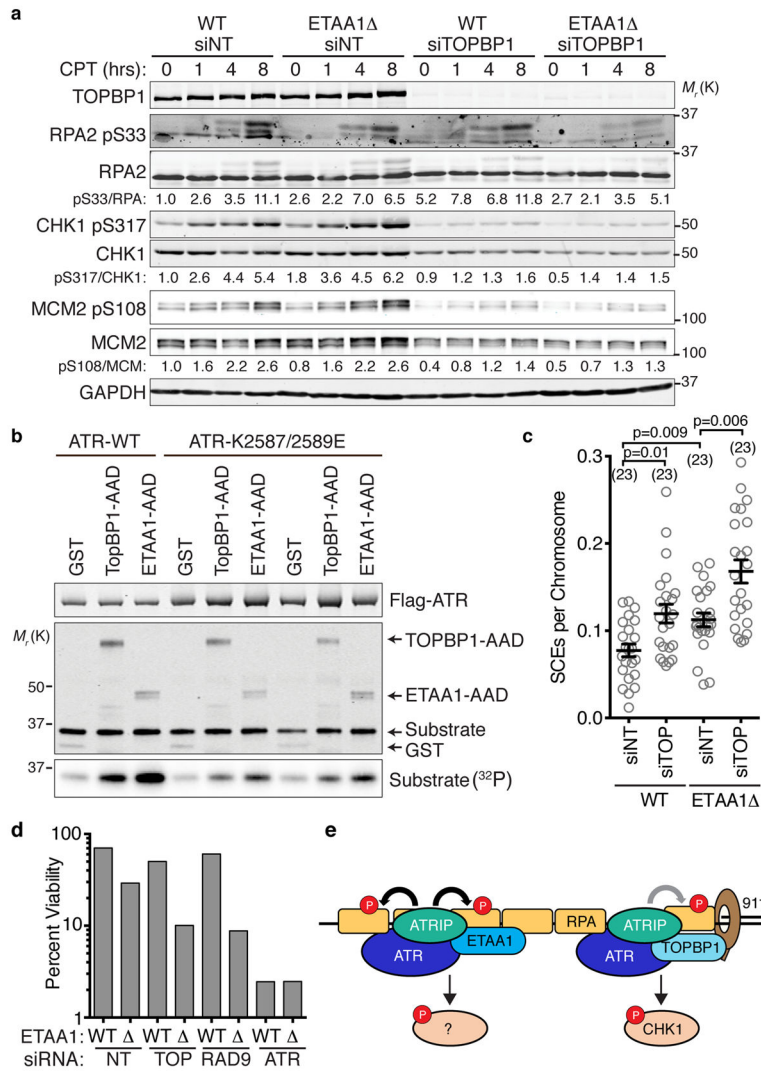 a
WT siNT ETAA1Δ siNT WT siTOPBP1 ETAA1Δ siTOPBP1
CPT (hrs): 0 1 4 8 0 1 4 8 0 1 4 8 0 1 4 8
TOPBP1 Mr (K)
37
RPA2 pS33
37
RPA2
pS33/RPA: 1.0 2.6 3.5 11.1 2.6 2.2 7.0 6.5 5.2 7.8 6.8 11.8 2.7 2.1 3.5 5.1
CHK1 pS317 50
CHK1 50
pS317/CHK1: 1.0 2.6 4.4 5.4 1.8 3.6 4.5 6.2 0.9 1.2 1.3 1.6 0.5 1.4 1.4 1.5
MCM2 pS108 100
MCM2 100
pS108/MCM: 1.0 1.6 2.2 2.6 0.8 1.6 2.2 2.6 0.4 0.8 1.2 1.4 0.5 0.7 1.3 1.3
GAPDH 37
b
ATR-WT ATR-K2587/2589E
GST TopBP1-AAD ETAA1-AAD GST TopBP1-AAD ETAA1-AAD GST TopBP1-AAD ETAA1-AAD
Flag-ATR
Mr (K)
TOPBP1-AAD
50
ETAA1-AAD
37
Substrate
GST
37
Substrate (32P)
c
p=0.006
p=0.009 (23)
p=0.01 (23)
(23) (23)
SCEs per Chromosome
0.3
0.2
0.1
0.0
siNT siTOP siNT siTOP
WT ETAA1Δ
d
Percent Viability
100
10
1
ETAA1: WT Δ WT Δ WT Δ WT Δ
siRNA: NT TOP RAD9 ATR
e
P P P
911
RPA
ATRIP ATRIP
ETAA1 TOPBP1
ATR ATR
P P
? CHK1